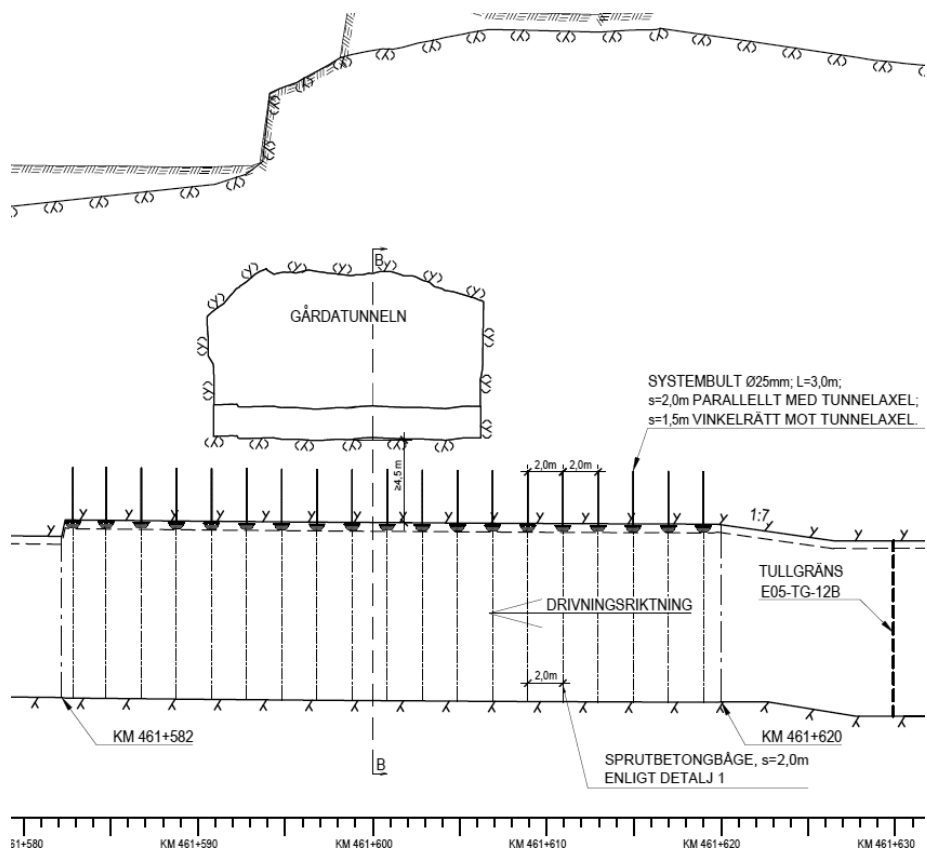 B
GÅRDATUNNELN
SYSTEMBULT Ø25mm; L=3,0m;
s=2,0m PARALLELLT MED TUNNELAXEL;
s=1,5m VINKELRÄTT MOT TUNNELAXEL.
≥4,5 m
2,0m 2,0m
1:7
TULLGRÄNS
E05-TG-12B
DRIVNINGSRIKTNING
2,0m
KM 461+582
KM 461+620
B
SPRUTBETONGBÅGE, s=2,0m
ENLIGT DETALJ 1
61+580 KM 461+590 KM 461+600 KM 461+610 KM 461+620 KM 461+630